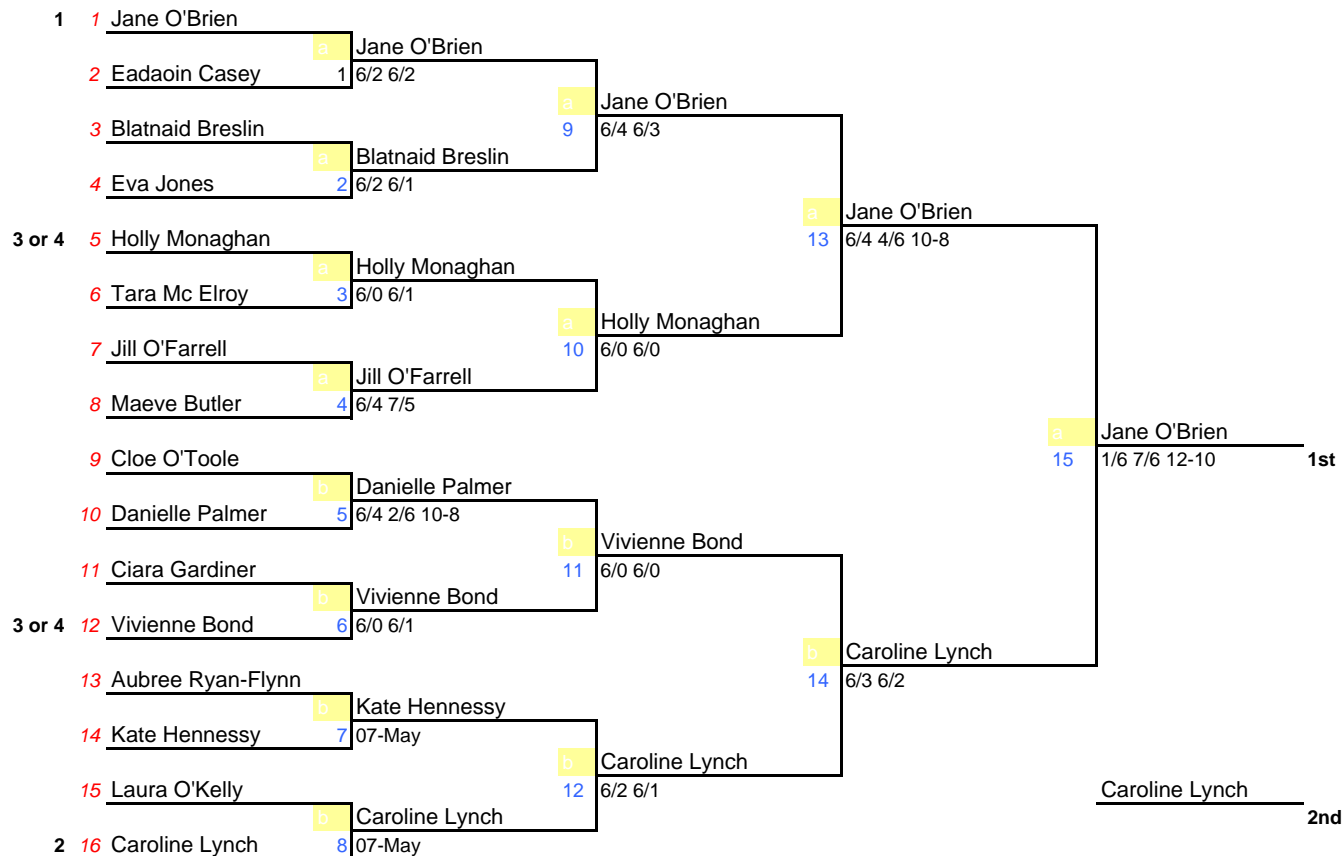 1 1 Jane O'Brien
a Jane O'Brien
2 Eadaoin Casey 1 6/2 6/2
a Jane O'Brien
3 Blatnaid Breslin 9 6/4 6/3
a Blatnaid Breslin
4 Eva Jones 2 6/2 6/1
a Jane O'Brien
3 or 4 5 Holly Monaghan 13 6/4 4/6 10-8
a Holly Monaghan
6 Tara Mc Elroy 3 6/0 6/1
a Holly Monaghan
7 Jill O'Farrell 10 6/0 6/0
a Jill O'Farrell
8 Maeve Butler 4 6/4 7/5
a Jane O'Brien
9 Cloe O'Toole 15 1/6 7/6 12-10 1st
b Danielle Palmer
10 Danielle Palmer 5 6/4 2/6 10-8
b Vivienne Bond
11 Ciara Gardiner 11 6/0 6/0
b Vivienne Bond
3 or 4 12 Vivienne Bond 6 6/0 6/1
b Caroline Lynch
13 Aubree Ryan-Flynn 14 6/3 6/2
b Kate Hennessy
14 Kate Hennessy 7 07-May
b Caroline Lynch
15 Laura O'Kelly 12 6/2 6/1 Caroline Lynch
b Caroline Lynch 2nd
2 16 Caroline Lynch 8 07-May